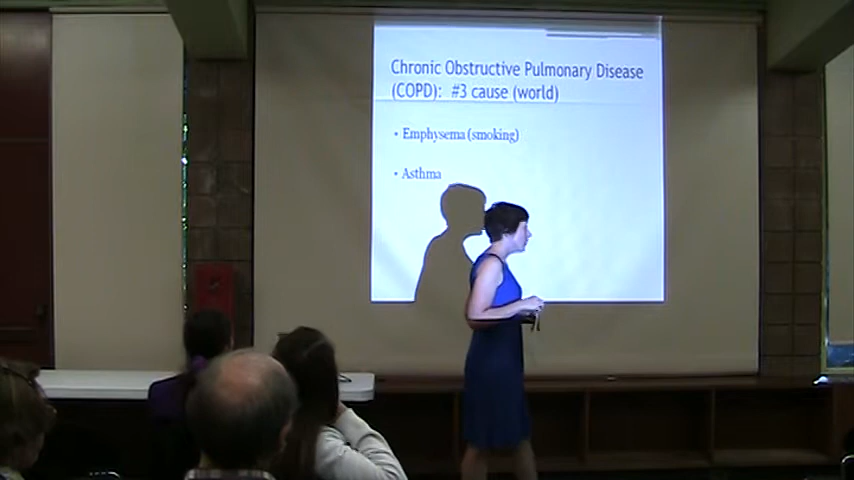 Chronic Obstructive Pulmonary Disease
(COPD): #3 cause (world)
• Emphysema (smoking)
• Asthma